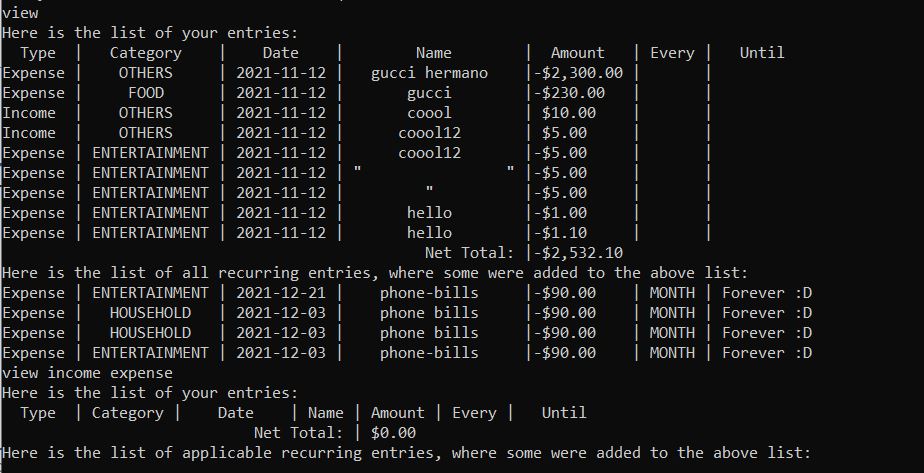 view
Here is the list of your entries:
Type | Category | Date | Name | Amount | Every | Until
Expense | OTHERS | 2021-11-12 | gucci hermano |-$2,300.00 | |
Expense | FOOD | 2021-11-12 | gucci |-$230.00 | |
Income | OTHERS | 2021-11-12 | coool | $10.00 | |
Income | OTHERS | 2021-11-12 | coool12 | $5.00 | |
Expense | ENTERTAINMENT | 2021-11-12 | coool12 |-$5.00 | |
Expense | ENTERTAINMENT | 2021-11-12 | " " |-$5.00 | |
Expense | ENTERTAINMENT | 2021-11-12 | " |-$5.00 | |
Expense | ENTERTAINMENT | 2021-11-12 | hello |-$1.00 | |
Expense | ENTERTAINMENT | 2021-11-12 | hello |-$1.10 | |
Net Total: |-$2,532.10
Here is the list of all recurring entries, where some were added to the above list:
Expense | ENTERTAINMENT | 2021-12-21 | phone-bills |-$90.00 | MONTH | Forever :D
Expense | HOUSEHOLD | 2021-12-03 | phone bills |-$90.00 | MONTH | Forever :D
Expense | HOUSEHOLD | 2021-12-03 | phone bills |-$90.00 | MONTH | Forever :D
Expense | ENTERTAINMENT | 2021-12-03 | phone-bills |-$90.00 | MONTH | Forever :D
view income expense
Here is the list of your entries:
Type | Category | Date | Name | Amount | Every | Until
Net Total: | $0.00
Here is the list of applicable recurring entries, where some were added to the above list: